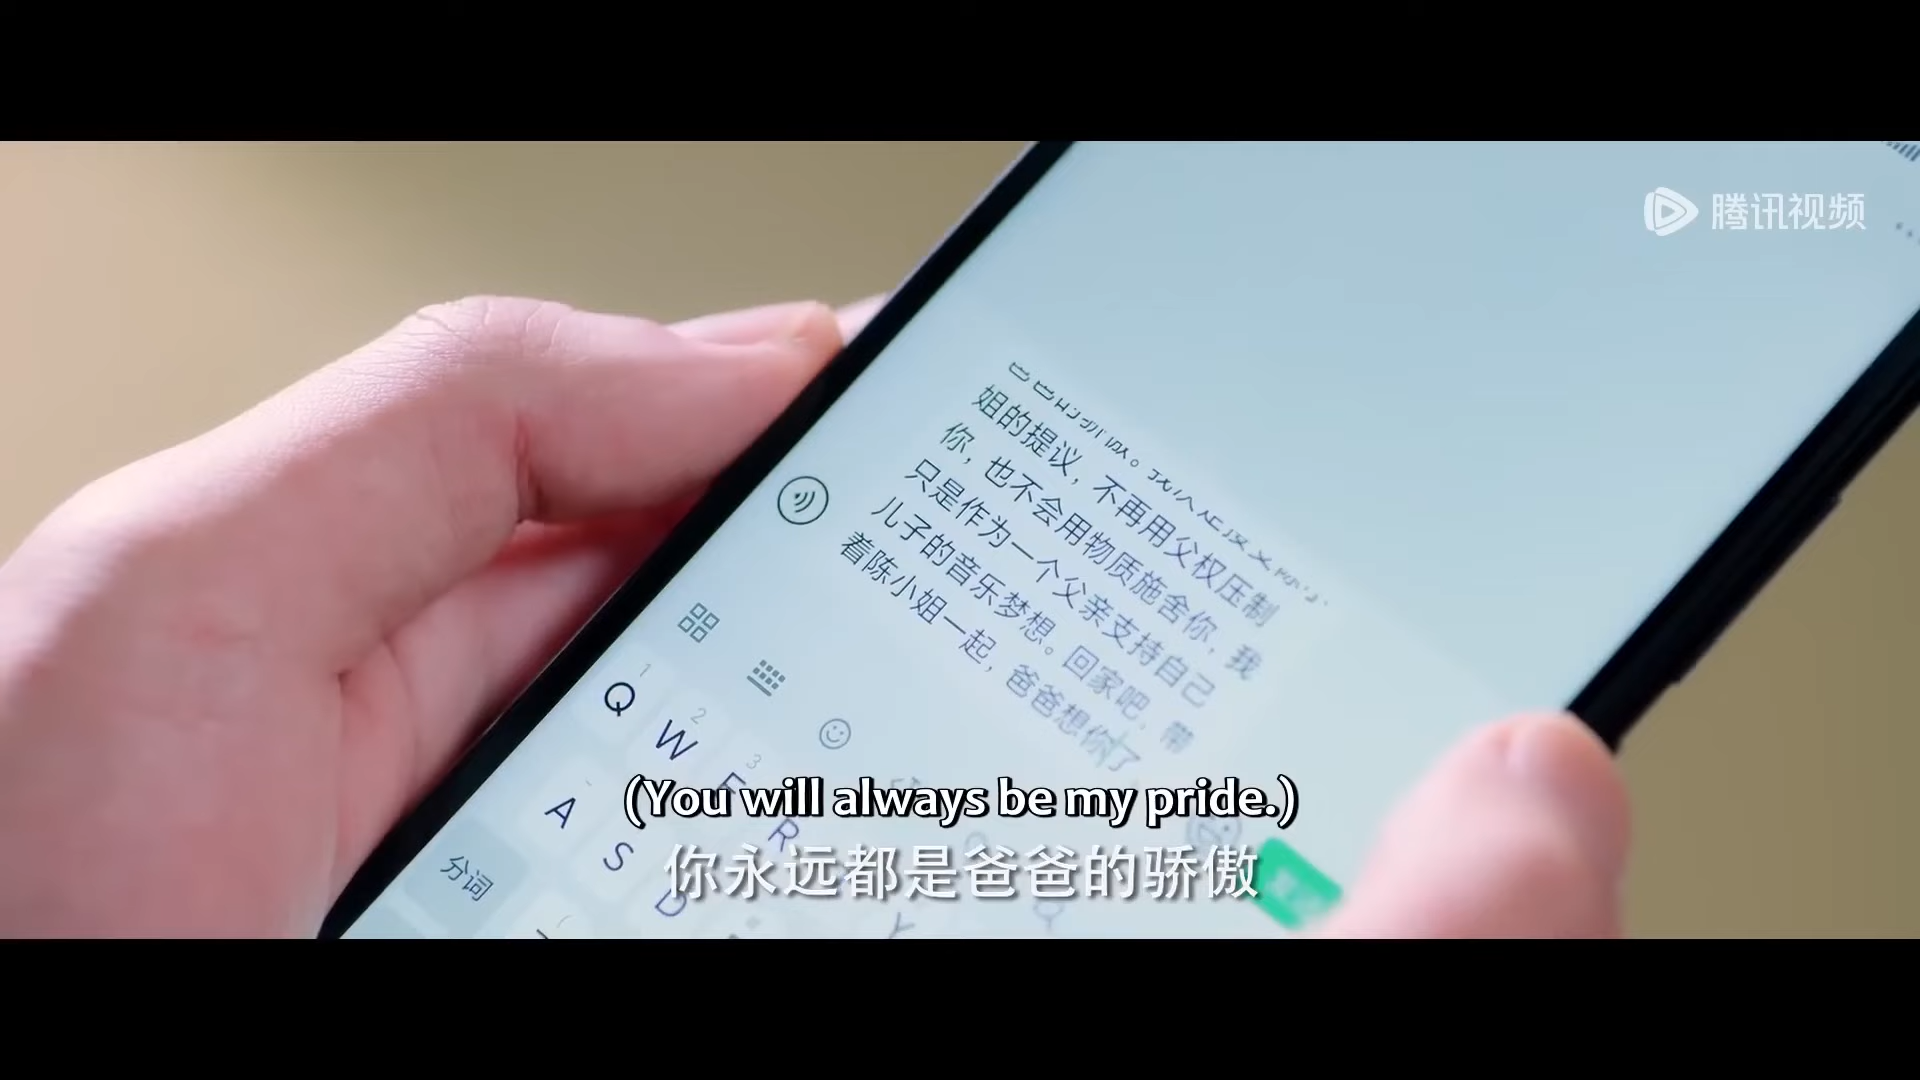 腾讯视频
姐的提议，不再用父权压制
你，也不会用物质施舍你，我
只是作为一个父亲支持自己
儿子的音乐梦想。回家吧，带
着陈小姐一起，爸爸想你了
1
2
3
Q
W
E
R
A
S
D
Y
分词
(You will always be my pride.)
你永远都是爸爸的骄傲